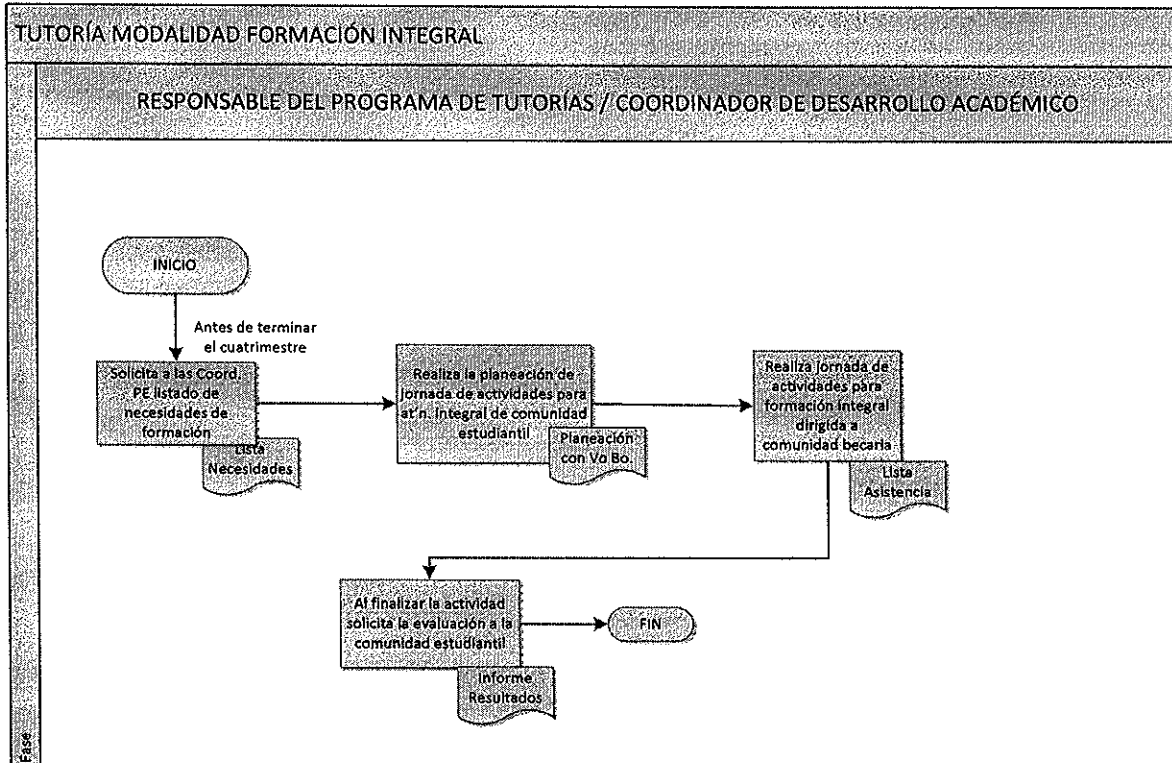 TUTORÍA MODALIDAD FORMACIÓN INTEGRAL
RESPONSABLE DEL PROGRAMA DE TUTORÍAS / COORDINADOR DE DESARROLLO ACADÉMICO
INICIO
Antes de terminar
el cuatrimestre
Solicita a las Coord.
PE listado de
necesidades de
formación
Lista
Necesidades
Realiza la planeación de
jornada de actividades para
at´n. integral de comunidad
estudiantil
Planeación
con Vo Bo.
Realiza jornada de
actividades para
formación integral
dirigida a
comunidad becaria
Lista
Asistencia
Al finalizar la actividad
solicita la evaluación a la
comunidad estudiantil
Informe
Resultados
FIN
Fase